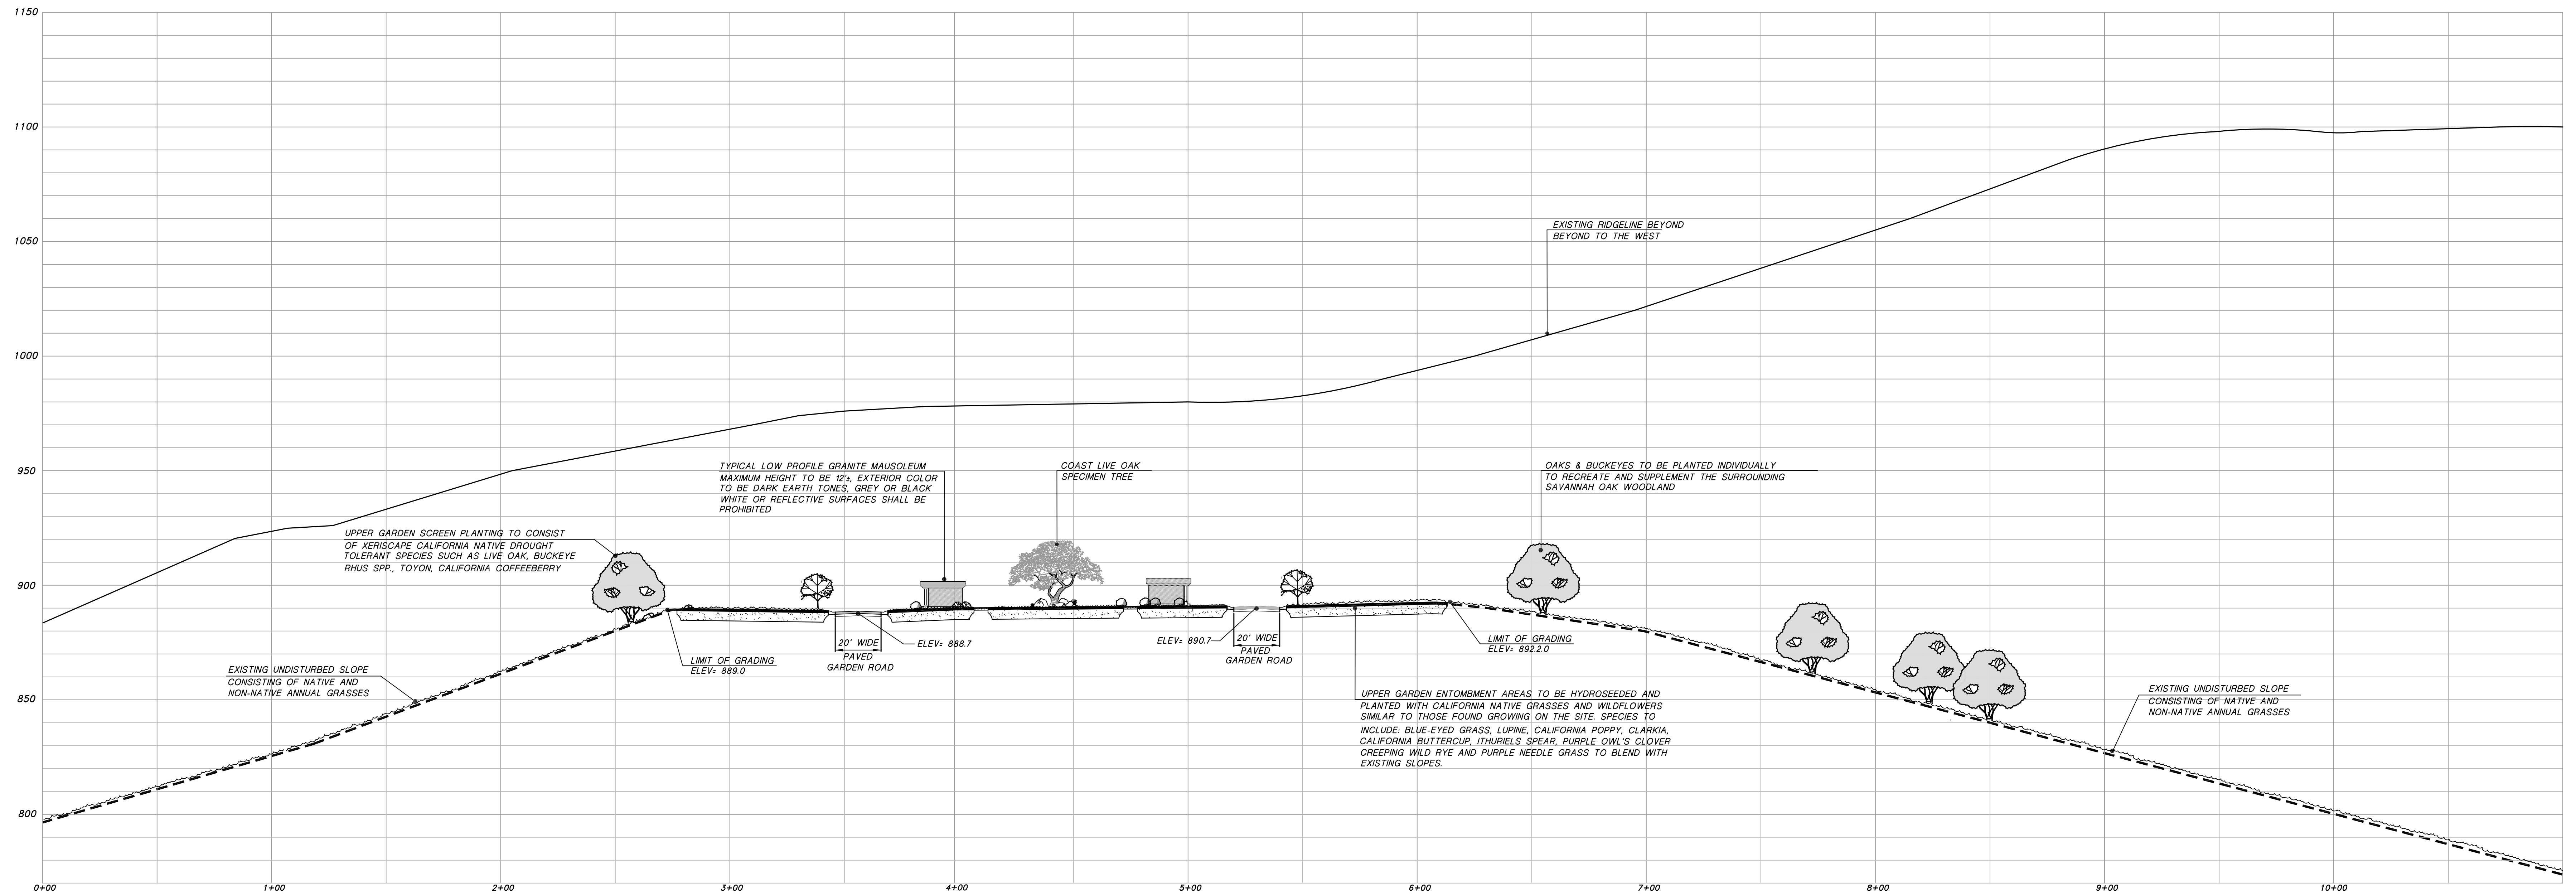 1150
1100
1050
1000
950
900
850
800
EXISTING RIDGELINE BEYOND
BEYOND TO THE WEST
TYPICAL LOW PROFILE GRANITE MAUSOLEUM
MAXIMUM HEIGHT TO BE 12'±, EXTERIOR COLOR
TO BE DARK EARTH TONES, GREY OR BLACK
WHITE OR REFLECTIVE SURFACES SHALL BE
PROHIBITED
COAST LIVE OAK
SPECIMEN TREE
OAKS & BUCKEYES TO BE PLANTED INDIVIDUALLY
TO RECREATE AND SUPPLEMENT THE SURROUNDING
SAVANNAH OAK WOODLAND
UPPER GARDEN SCREEN PLANTING TO CONSIST
OF XERISCAPE CALIFORNIA NATIVE DROUGHT
TOLERANT SPECIES SUCH AS LIVE OAK, BUCKEYE
RHUS SPP., TOYON, CALIFORNIA COFFEEBERRY
20' WIDE
PAVED
GARDEN ROAD
ELEV= 888.7
ELEV= 890.7
20' WIDE
PAVED
GARDEN ROAD
LIMIT OF GRADING
ELEV= 892.2.0
LIMIT OF GRADING
ELEV= 889.0
EXISTING UNDISTURBED SLOPE
CONSISTING OF NATIVE AND
NON-NATIVE ANNUAL GRASSES
UPPER GARDEN ENTOMBMENT AREAS TO BE HYDROSEEDED AND
PLANTED WITH CALIFORNIA NATIVE GRASSES AND WILDFLOWERS
SIMILAR TO THOSE FOUND GROWING ON THE SITE. SPECIES TO
INCLUDE: BLUE-EYED GRASS, LUPINE, CALIFORNIA POPPY, CLARKIA,
CALIFORNIA BUTTERCUP, ITHURIELS SPEAR, PURPLE OWL'S CLOVER
CREEPING WILD RYE AND PURPLE NEEDLE GRASS TO BLEND WITH
EXISTING SLOPES.
EXISTING UNDISTURBED SLOPE
CONSISTING OF NATIVE AND
NON-NATIVE ANNUAL GRASSES
0+00 1+00 2+00 3+00 4+00 5+00 6+00 7+00 8+00 9+00 10+00